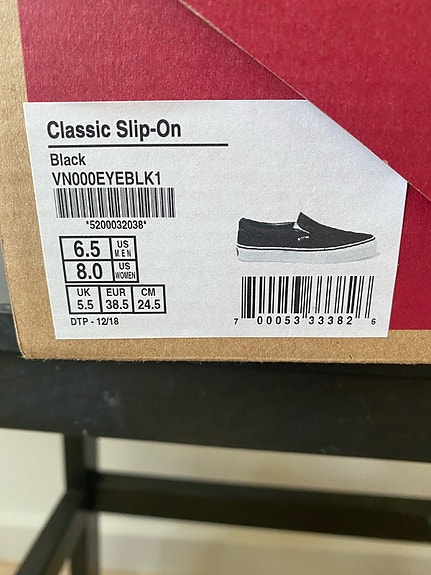 Classic Slip-On
Black
VN000EYEBLK1
*5200032038*
6.5 US MEN
8.0 US WOMEN
UK EUR CM
5.5 38.5 24.5
DTP - 12/18
7 00053 33382 6